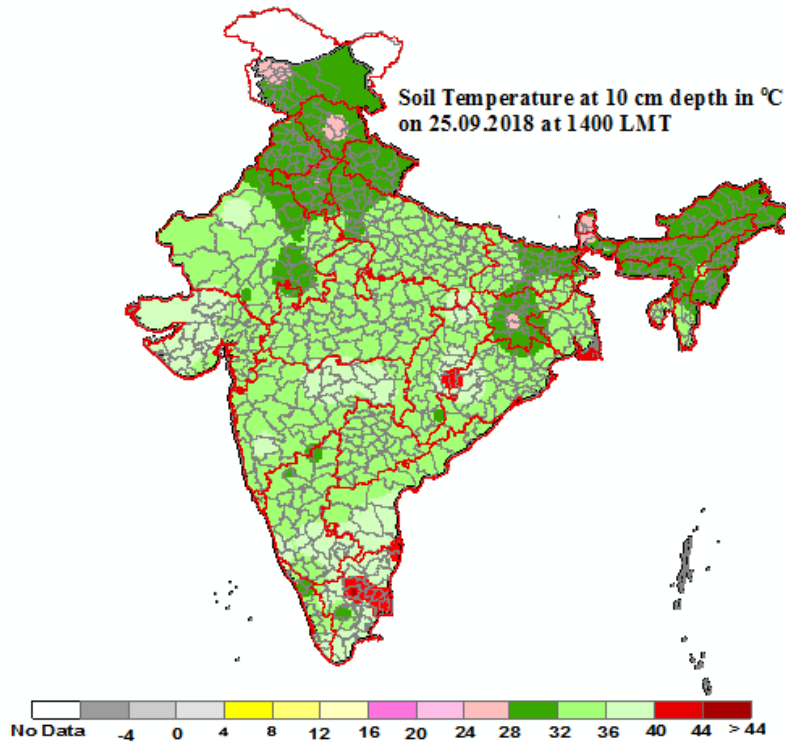 Soil Temperature at 10 cm depth in °C
on 25.09.2018 at 1400 LMT
No Data -4 0 4 8 12 16 20 24 28 32 36 40 44 > 44